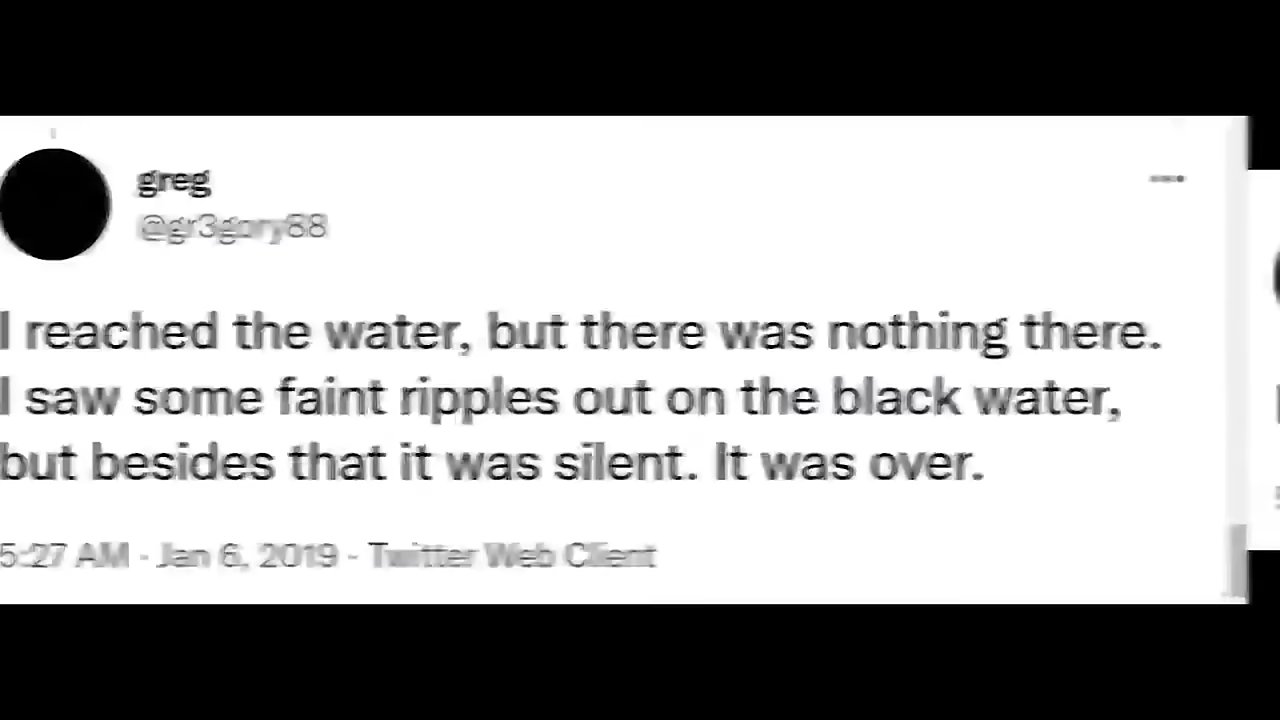 greg
@gr3gory88
I reached the water, but there was nothing there.
I saw some faint ripples out on the black water,
but besides that it was silent. It was over.
5:27 AM · Jan 6, 2019 · Twitter Web Client